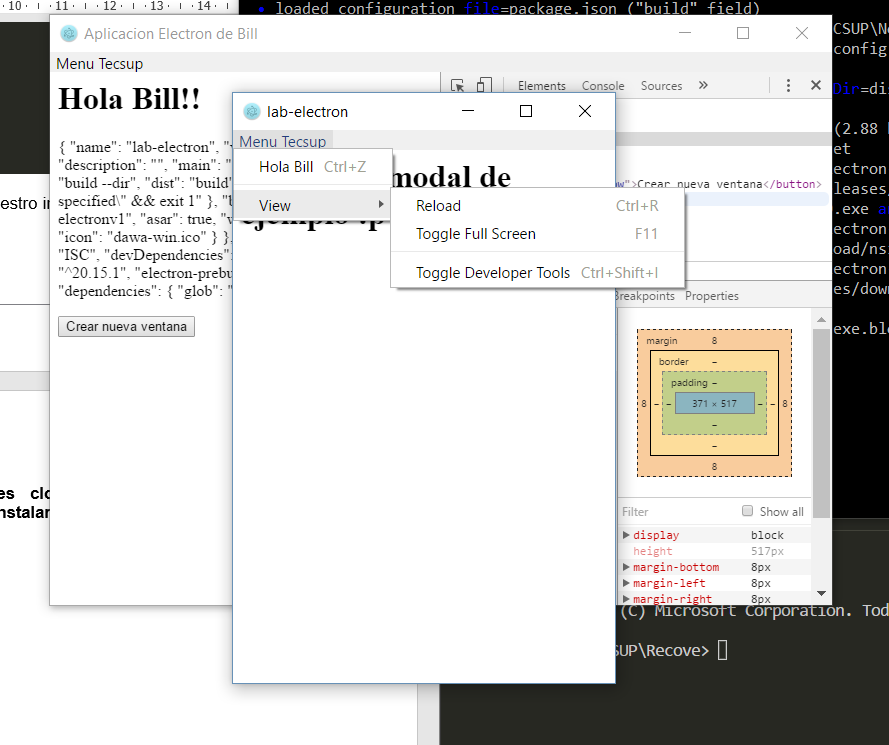 10 · 11 · 12 · 13 · 14
• loaded configuration file=package.json ("build" field)
Aplicacion Electron de Bill
CSUP\N
config
Menu Tecsup
Elements Console Sources »
Dir=dis
Hola Bill!!
lab-electron
(2.88
Menu Tecsup
et
{ "name": "lab-electron",
Hola Bill Ctrl+Z
ectron
"description": "", "main": "
modal de
">Crear nueva ventana</button>
"build --dir", "dist": "build"
leases/
estro
specified\" && exit 1" }, "b
View
Reload Ctrl+R
.exe
electronv1", "asar": true,
Toggle Full Screen F11
ectron
"icon": "dawa-win.ico" } },
oad/ns
"ISC", "devDependencies"
Toggle Developer Tools Ctrl+Shift+I
ectron
"^20.15.1", "electron-prebu
es/down
"dependencies": { "glob": "
Breakpoints Properties
Crear nueva ventana
exe.blo
margin 8
border –
padding –
8 – – 371 × 517 – – 8
–
–
8
es clo
nstalar
Filter Show all
display block
height 517px
margin-bottom 8px
margin-left 8px
margin-right 8px
(C) Microsoft Corporation. Tod
SUP\Recove>